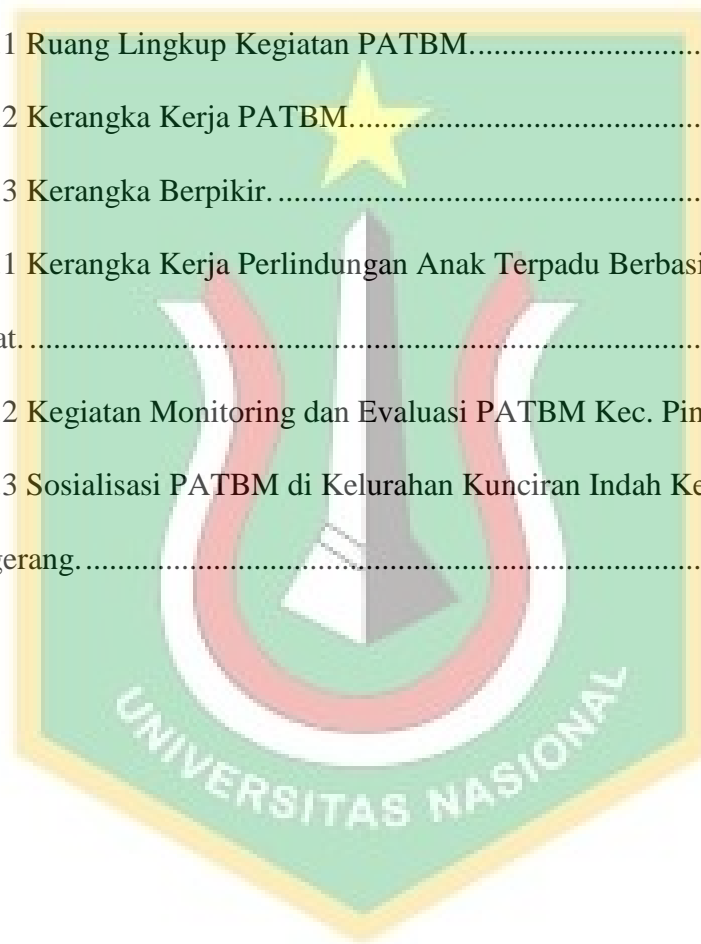 1 Ruang Lingkup Kegiatan PATBM.........................................
2 Kerangka Kerja PATBM.........................................
3 Kerangka Berpikir. .........................................
1 Kerangka Kerja Perlindungan Anak Terpadu Berbasi
at. .........................................
2 Kegiatan Monitoring dan Evaluasi PATBM Kec. Pin
3 Sosialisasi PATBM di Kelurahan Kunciran Indah Ke
gerang. .........................................
UNIVERSITAS NASIONAL